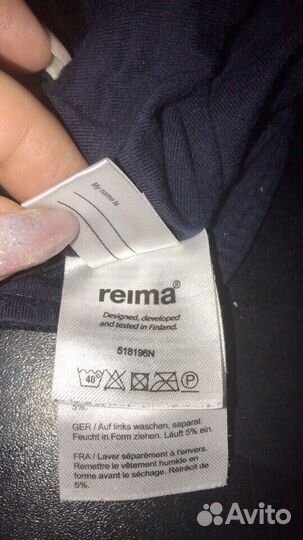 My name is
reima®
Designed, developed
and tested in Finland.
518196N
40°
P
5%.
GER / Auf links waschen, separat.
Feucht in Form ziehen. Läuft 5% ein.
FRA / Laver séparément à l'envers.
Remettre le vêtement humide en
forme avant le séchage. Rétrécit de
5%.
Avito